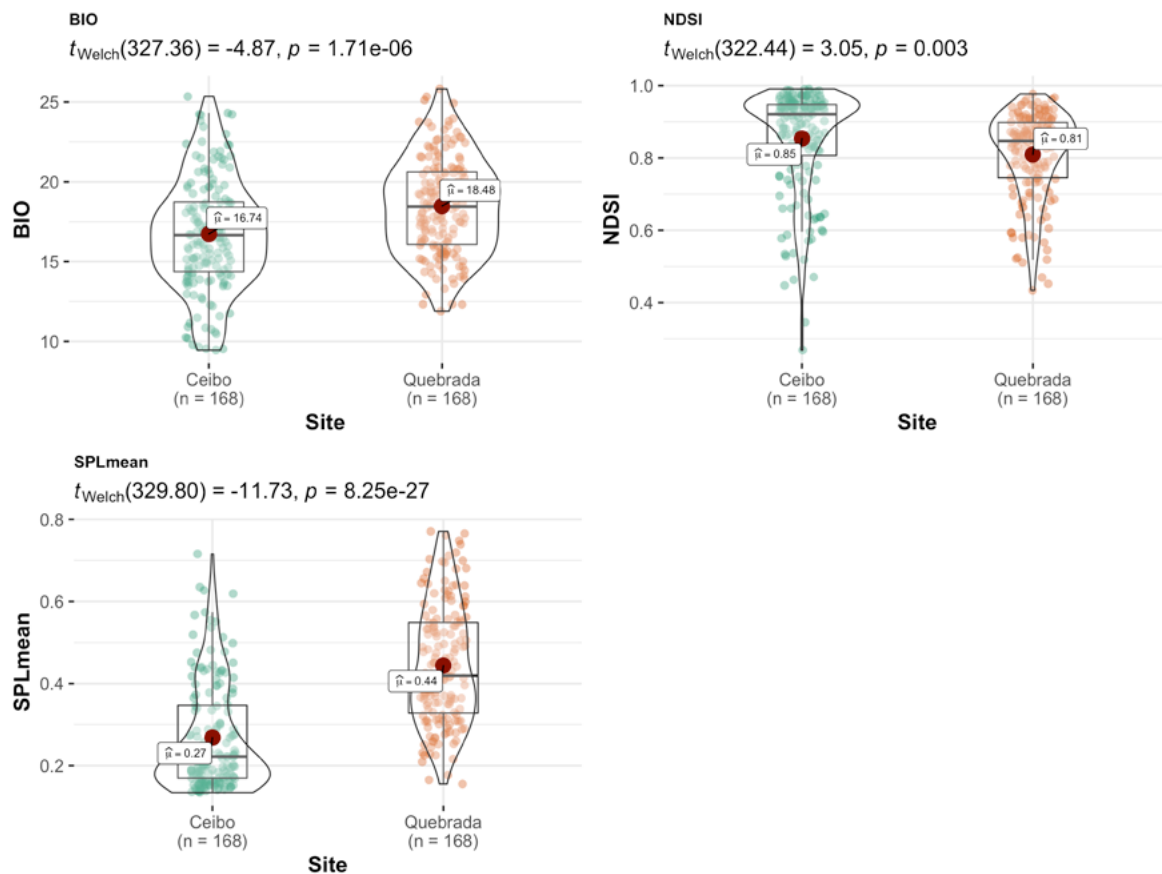 BIO
t_Welch(327.36) = -4.87, p = 1.71e-06
25
20
15
10
BIO
μ̂ = 16.74
μ̂ = 18.48
Ceibo
(n = 168)
Quebrada
(n = 168)
Site
NDSI
t_Welch(322.44) = 3.05, p = 0.003
1.0
0.8
0.6
0.4
NDSI
μ̂ = 0.85
μ̂ = 0.81
Ceibo
(n = 168)
Quebrada
(n = 168)
Site
SPLmean
t_Welch(329.80) = -11.73, p = 8.25e-27
0.8
0.6
0.4
0.2
SPLmean
μ̂ = 0.27
μ̂ = 0.44
Ceibo
(n = 168)
Quebrada
(n = 168)
Site